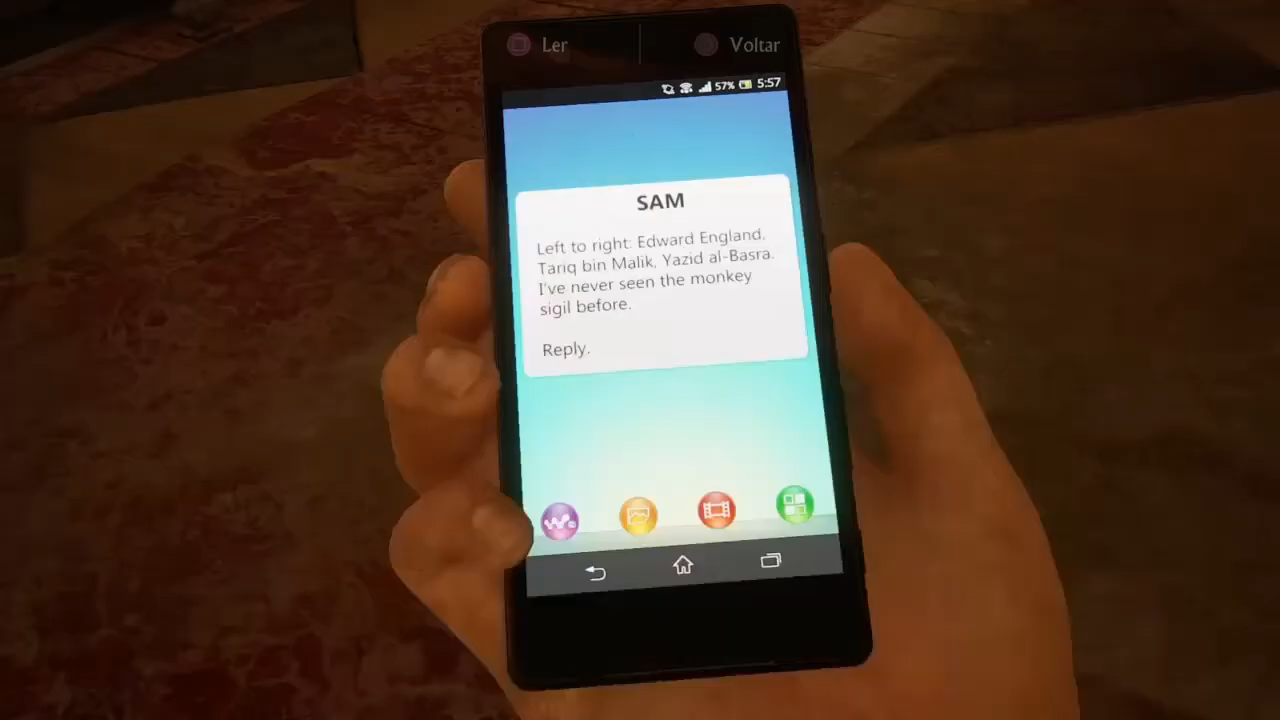 Ler Voltar
57% 5:57
SAM
Left to right: Edward England,
Tariq bin Malik, Yazid al-Basra.
I've never seen the monkey
sigil before.
Reply.